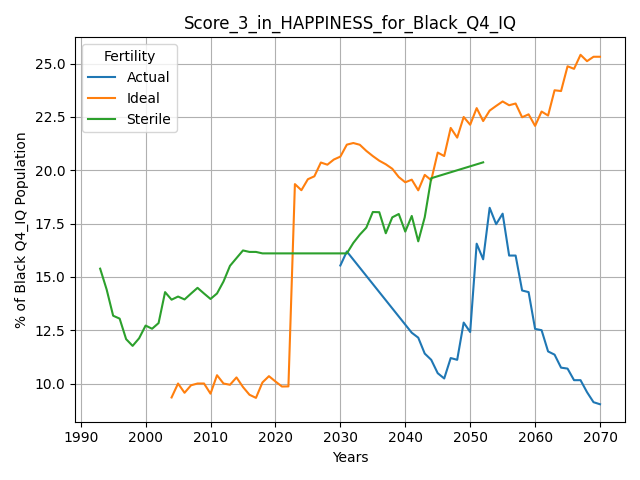 Score_3_in_HAPPINESS_for_Black_Q4_IQ
Fertility
Actual
Ideal
Sterile
% of Black Q4_IQ Population
25.0
22.5
20.0
17.5
15.0
12.5
10.0
1990 2000 2010 2020 2030 2040 2050 2060 2070
Years